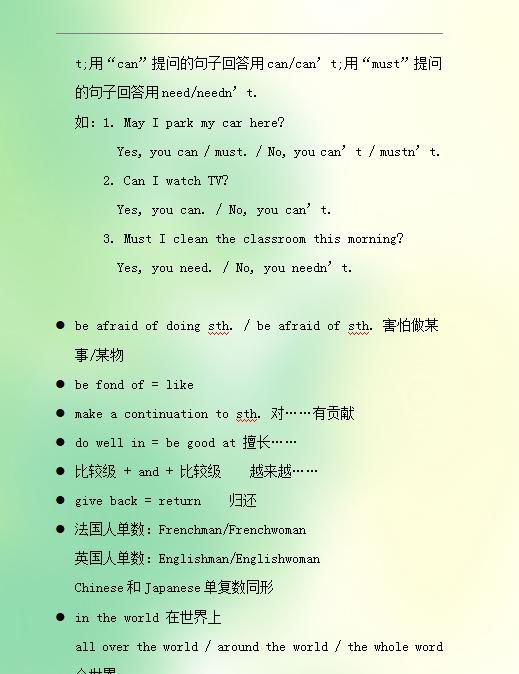 t;用“can”提问的句子回答用can/can’t;用“must”提问
的句子回答用need/needn’t.
如：1. May I park my car here?
Yes, you can / must. / No, you can’t / mustn’t.
2. Can I watch TV?
Yes, you can. / No, you can’t.
3. Must I clean the classroom this morning?
Yes, you need. / No, you needn’t.
● be afraid of doing sth. / be afraid of sth. 害怕做某
事/某物
● be fond of = like
● make a continuation to sth. 对……有贡献
● do well in = be good at 擅长……
● 比较级 + and + 比较级 越来越……
● give back = return 归还
● 法国人单数：Frenchman/Frenchwoman
英国人单数：Englishman/Englishwoman
Chinese和Japanese单复数同形
● in the world 在世界上
all over the world / around the world / the whole word